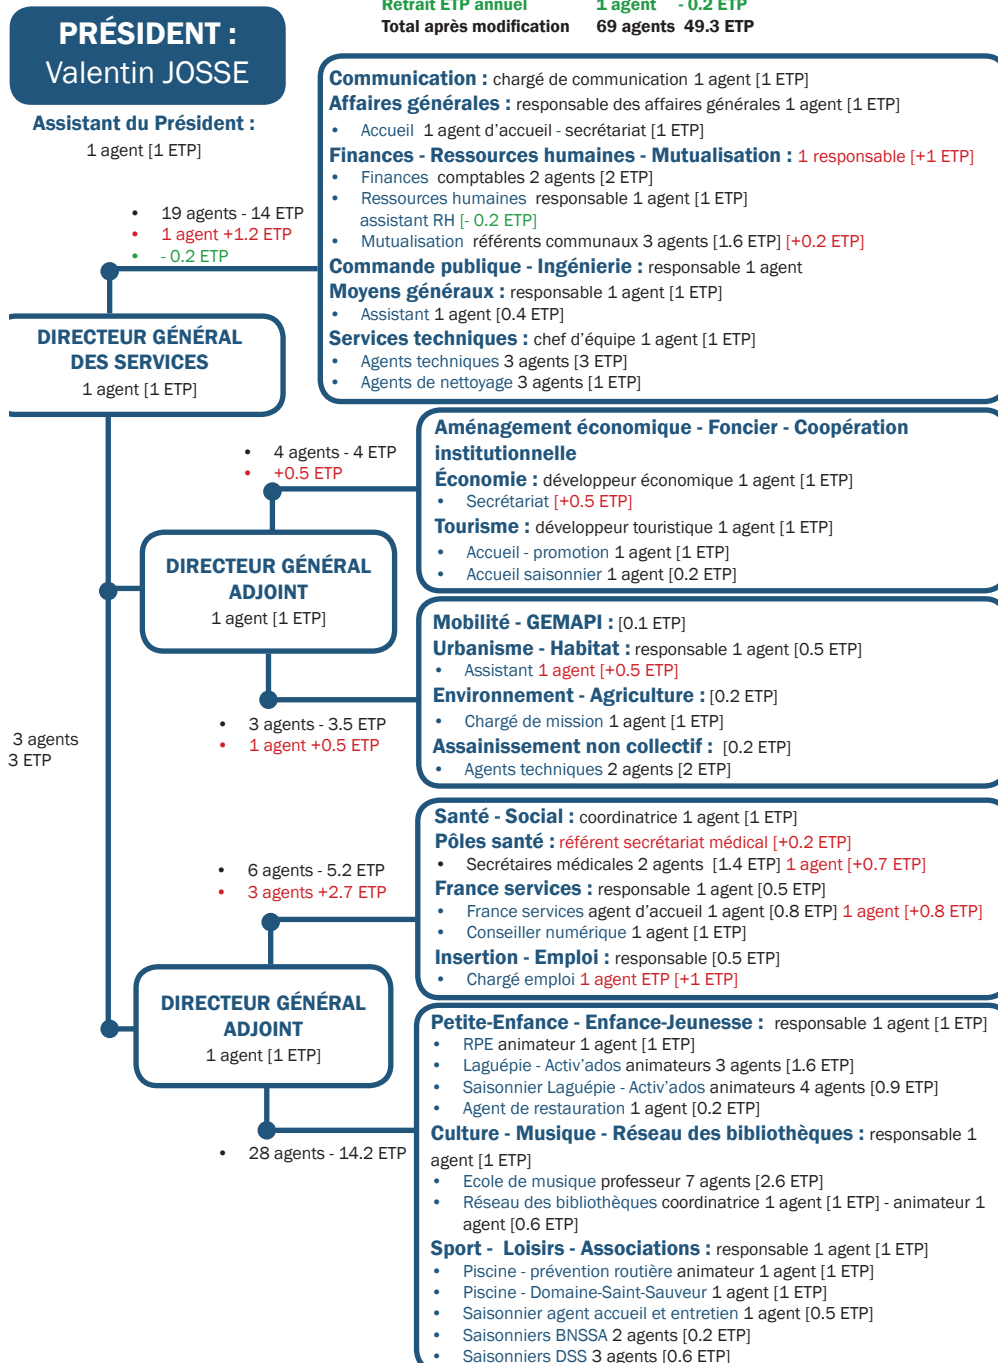 Retrait ETP annuel 1 agent - 0.2 ETP
Total après modification 69 agents 49.3 ETP
PRÉSIDENT :
Valentin JOSSE
Assistant du Président :
1 agent [1 ETP]
• 19 agents - 14 ETP
• 1 agent +1.2 ETP
• - 0.2 ETP
DIRECTEUR GÉNÉRAL
DES SERVICES
1 agent [1 ETP]
Communication : chargé de communication 1 agent [1 ETP]
Affaires générales : responsable des affaires générales 1 agent [1 ETP]
• Accueil 1 agent d'accueil - secrétariat [1 ETP]
Finances - Ressources humaines - Mutualisation : 1 responsable [+1 ETP]
• Finances comptables 2 agents [2 ETP]
• Ressources humaines responsable 1 agent [1 ETP]
assistant RH [- 0.2 ETP]
• Mutualisation référents communaux 3 agents [1.6 ETP] [+0.2 ETP]
Commande publique - Ingénierie : responsable 1 agent
Moyens généraux : responsable 1 agent [1 ETP]
• Assistant 1 agent [0.4 ETP]
Services techniques : chef d'équipe 1 agent [1 ETP]
• Agents techniques 3 agents [3 ETP]
• Agents de nettoyage 3 agents [1 ETP]
3 agents
3 ETP
• 4 agents - 4 ETP
• +0.5 ETP
DIRECTEUR GÉNÉRAL
ADJOINT
1 agent [1 ETP]
• 3 agents - 3.5 ETP
• 1 agent +0.5 ETP
Aménagement économique - Foncier - Coopération
institutionnelle
Économie : développeur économique 1 agent [1 ETP]
• Secrétariat [+0.5 ETP]
Tourisme : développeur touristique 1 agent [1 ETP]
• Accueil - promotion 1 agent [1 ETP]
• Accueil saisonnier 1 agent [0.2 ETP]
Mobilité - GEMAPI : [0.1 ETP]
Urbanisme - Habitat : responsable 1 agent [0.5 ETP]
• Assistant 1 agent [+0.5 ETP]
Environnement - Agriculture : [0.2 ETP]
• Chargé de mission 1 agent [1 ETP]
Assainissement non collectif : [0.2 ETP]
• Agents techniques 2 agents [2 ETP]
• 6 agents - 5.2 ETP
• 3 agents +2.7 ETP
DIRECTEUR GÉNÉRAL
ADJOINT
1 agent [1 ETP]
• 28 agents - 14.2 ETP
Santé - Social : coordinatrice 1 agent [1 ETP]
Pôles santé : référent secrétariat médical [+0.2 ETP]
• Secrétaires médicales 2 agents [1.4 ETP] 1 agent [+0.7 ETP]
France services : responsable 1 agent [0.5 ETP]
• France services agent d'accueil 1 agent [0.8 ETP] 1 agent [+0.8 ETP]
• Conseiller numérique 1 agent [1 ETP]
Insertion - Emploi : responsable [0.5 ETP]
• Chargé emploi 1 agent ETP [+1 ETP]
Petite-Enfance - Enfance-Jeunesse : responsable 1 agent [1 ETP]
• RPE animateur 1 agent [1 ETP]
• Laguépie - Activ'ados animateurs 3 agents [1.6 ETP]
• Saisonnier Laguépie - Activ'ados animateurs 4 agents [0.9 ETP]
• Agent de restauration 1 agent [0.2 ETP]
Culture - Musique - Réseau des bibliothèques : responsable 1
agent [1 ETP]
• Ecole de musique professeur 7 agents [2.6 ETP]
• Réseau des bibliothèques coordinatrice 1 agent [1 ETP] - animateur 1
agent [0.6 ETP]
Sport - Loisirs - Associations : responsable 1 agent [1 ETP]
• Piscine - prévention routière animateur 1 agent [1 ETP]
• Piscine - Domaine-Saint-Sauveur 1 agent [1 ETP]
• Saisonnier agent accueil et entretien 1 agent [0.5 ETP]
• Saisonniers BNSSA 2 agents [0.2 ETP]
• Saisonniers DSS 3 agents [0.6 ETP]